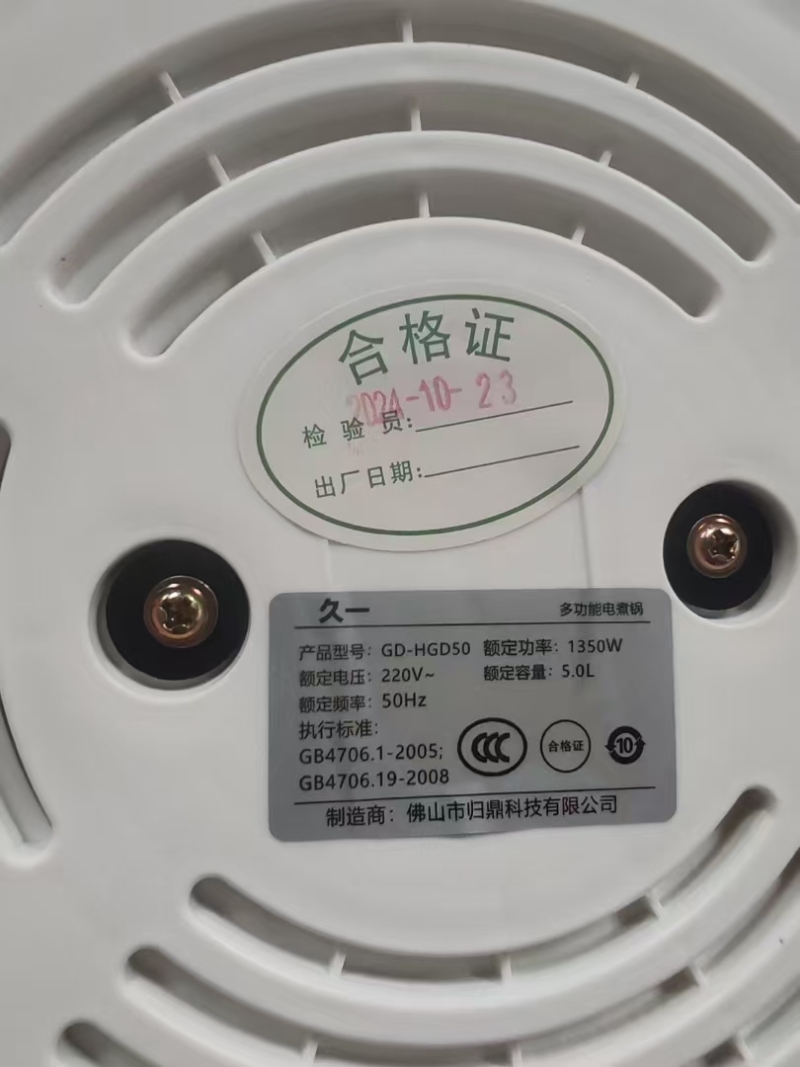 合格证
2024-10-23
检验员:
出厂日期:
久一 多功能电煮锅
产品型号: GD-HGD50 额定功率: 1350W
额定电压: 220V~ 额定容量: 5.0L
额定频率: 50Hz
执行标准:
GB4706.1-2005;
GB4706.19-2008
CCC 合格证 10
制造商: 佛山市归鼎科技有限公司